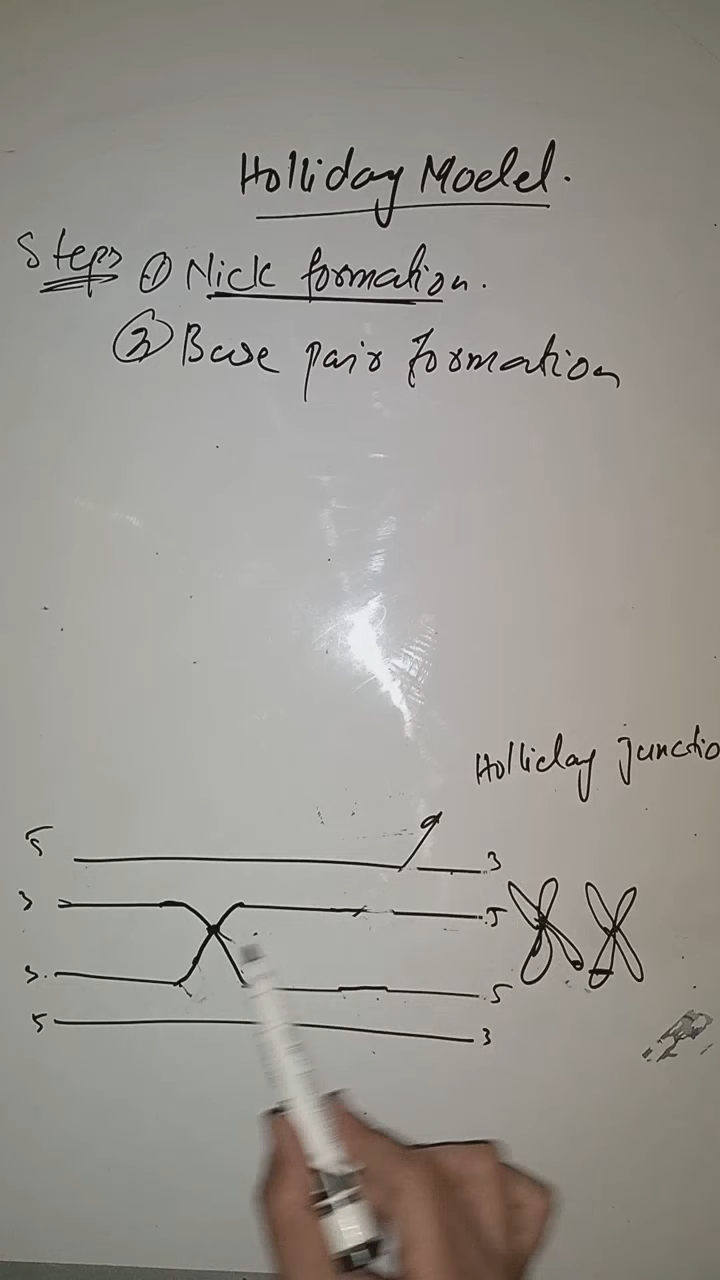 Holliday Model.
Steps ① Nick formation.
② Base pair formation
Holliday junctio
5 3
3 5
3 5
5 3